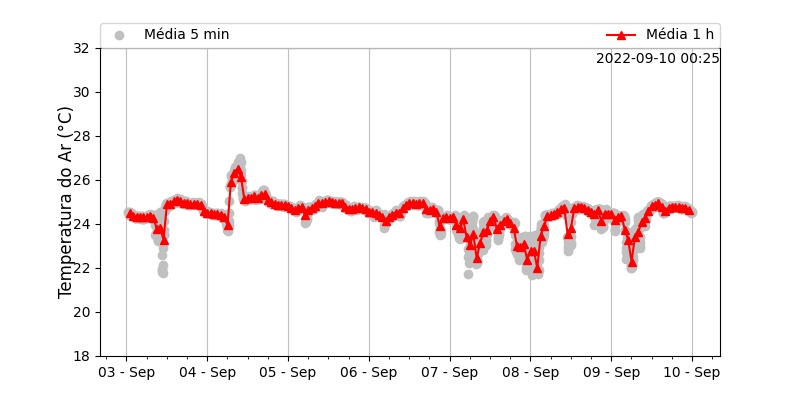 Média 5 min
Média 1 h
2022-09-10 00:25
Temperatura do Ar (°C)
32
30
28
26
24
22
20
18
03 - Sep
04 - Sep
05 - Sep
06 - Sep
07 - Sep
08 - Sep
09 - Sep
10 - Sep